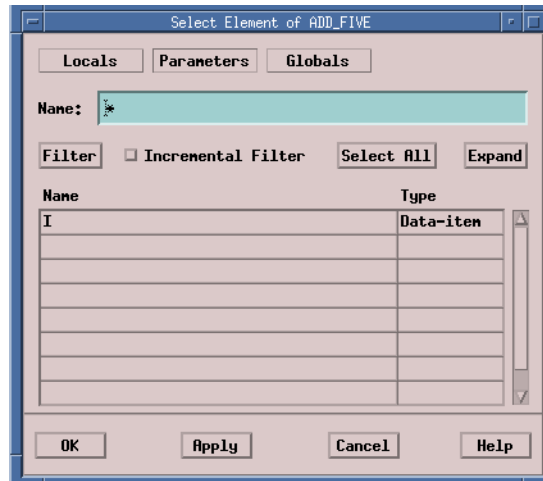 Select Element of ADD_FIVE
Locals Parameters Globals
Name: *
Filter Incremental Filter Select All Expand
Name Type
I Data-item
OK Apply Cancel Help